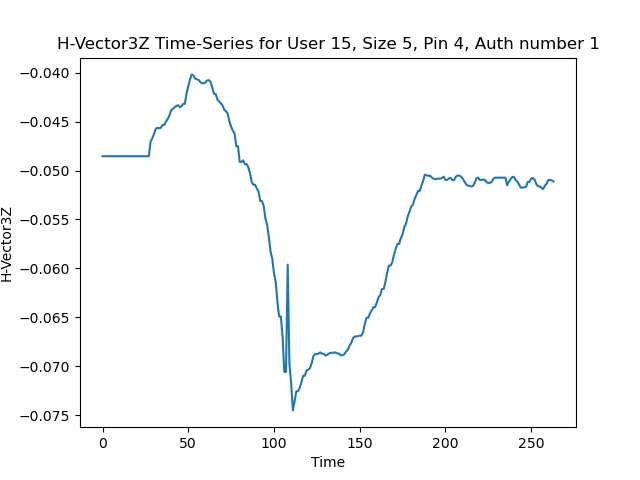 H-Vector3Z Time-Series for User 15, Size 5, Pin 4, Auth number 1
−0.040
−0.045
−0.050
−0.055
−0.060
−0.065
−0.070
−0.075
H-Vector3Z
0 50 100 150 200 250
Time